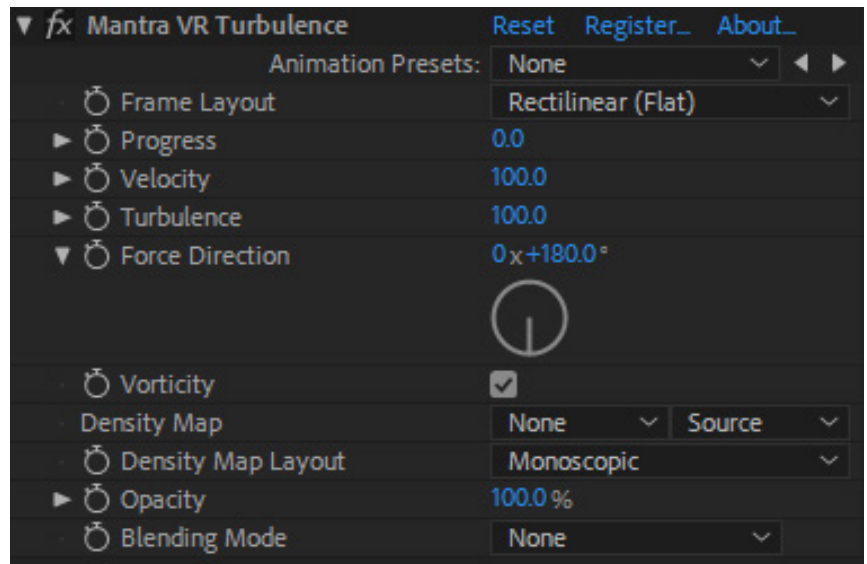 fx Mantra VR Turbulence Reset Register... About...
Animation Presets: None
Frame Layout Rectilinear (Flat)
Progress 0.0
Velocity 100.0
Turbulence 100.0
Force Direction 0x+180.0°
Vorticity
Density Map None Source
Density Map Layout Monoscopic
Opacity 100.0%
Blending Mode None